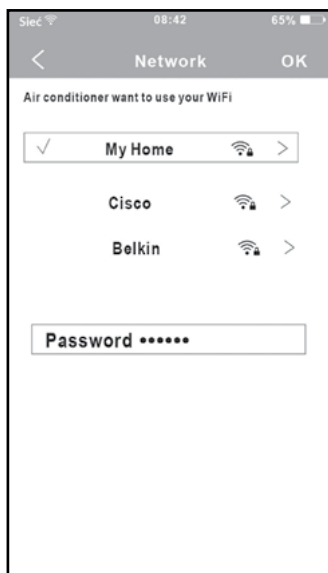 Sieć 08:42 65%
Network OK
Air conditioner want to use your WiFi
My Home
Cisco
Belkin
Password ••••••